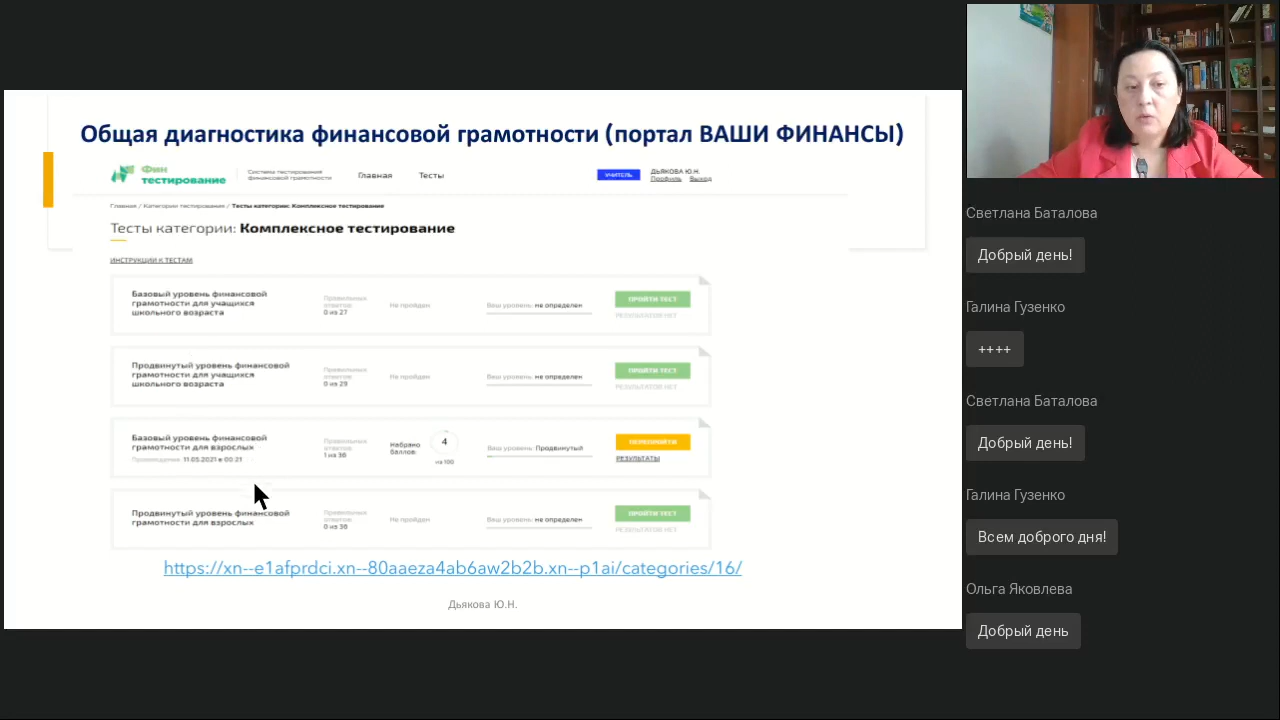 Общая диагностика финансовой грамотности (портал ВАШИ ФИНАНСЫ)
Фин
тестирование
Система тестирования
финансовой грамотности
Главная
Тесты
УЧИТЕЛЬ
ДЬЯКОВА Ю.Н.
Профиль Выход
Главная / Категории тестирования / Тесты категории: Комплексное тестирование
Тесты категории: Комплексное тестирование
ИНСТРУКЦИИ К ТЕСТАМ
Базовый уровень финансовой
грамотности для учащихся
школьного возраста
Правильных
ответов:
0 из 27
Не пройден
Ваш уровень: не определен
ПРОЙТИ ТЕСТ
РЕЗУЛЬТАТОВ НЕТ
Продвинутый уровень финансовой
грамотности для учащихся
школьного возраста
Правильных
ответов:
0 из 29
Не пройден
Ваш уровень: не определен
ПРОЙТИ ТЕСТ
РЕЗУЛЬТАТОВ НЕТ
Базовый уровень финансовой
грамотности для взрослых
11.05.2021 в 00:21
Правильных
ответов:
1 из 36
Набрано
баллов:
4
из 100
Ваш уровень: Продвинутый
ПЕРЕПРОЙТИ
РЕЗУЛЬТАТЫ
Продвинутый уровень финансовой
грамотности для взрослых
Правильных
ответов:
0 из 36
Не пройден
Ваш уровень: не определен
ПРОЙТИ ТЕСТ
РЕЗУЛЬТАТОВ НЕТ
https://xn--e1afprdci.xn--80aaeza4ab6aw2b2b.xn--p1ai/categories/16/
Дьякова Ю.Н.
Светлана Баталова
Добрый день!
Галина Гузенко
++++
Светлана Баталова
Добрый день!
Галина Гузенко
Всем доброго дня!
Ольга Яковлева
Добрый день